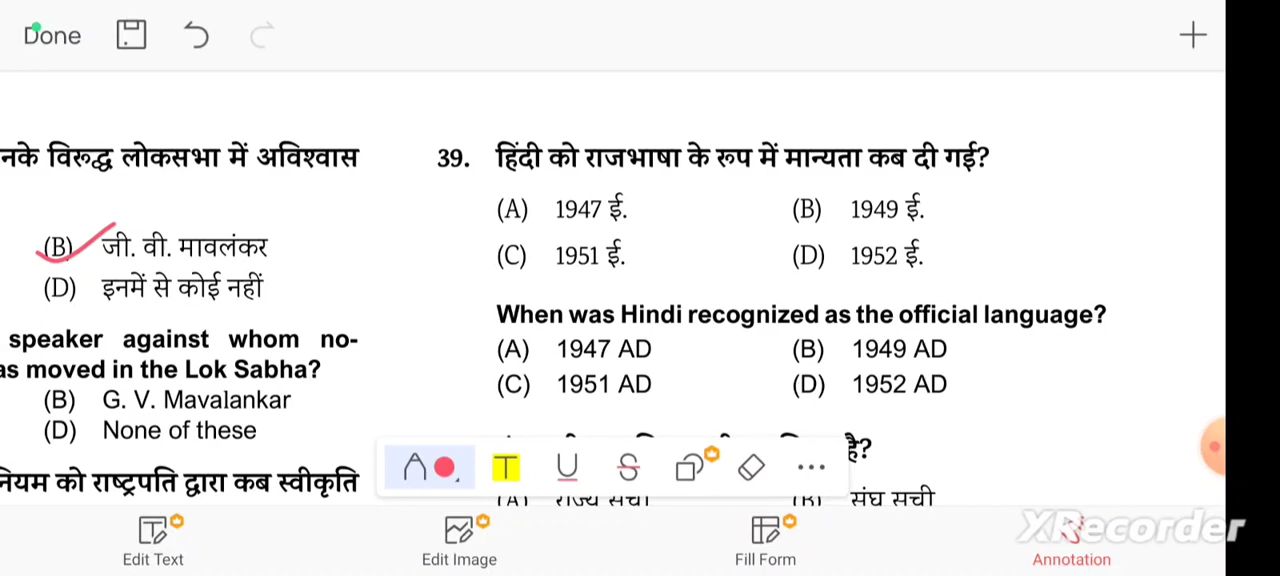 Done
नके विरूद्ध लोकसभा में अविश्वास
(B) जी. वी. मावलंकर
(D) इनमें से कोई नहीं
speaker against whom no-
as moved in the Lok Sabha?
(B) G. V. Mavalankar
(D) None of these
नियम को राष्ट्रपति द्वारा कब स्वीकृति
39. हिंदी को राजभाषा के रूप में मान्यता कब दी गई?
(A) 1947 ई. (B) 1949 ई.
(C) 1951 ई. (D) 1952 ई.
When was Hindi recognized as the official language?
(A) 1947 AD (B) 1949 AD
(C) 1951 AD (D) 1952 AD
है?
(A) राज्य सूची (B) संघ सूची
Edit Text
Edit Image
Fill Form
Annotation
XRecorder